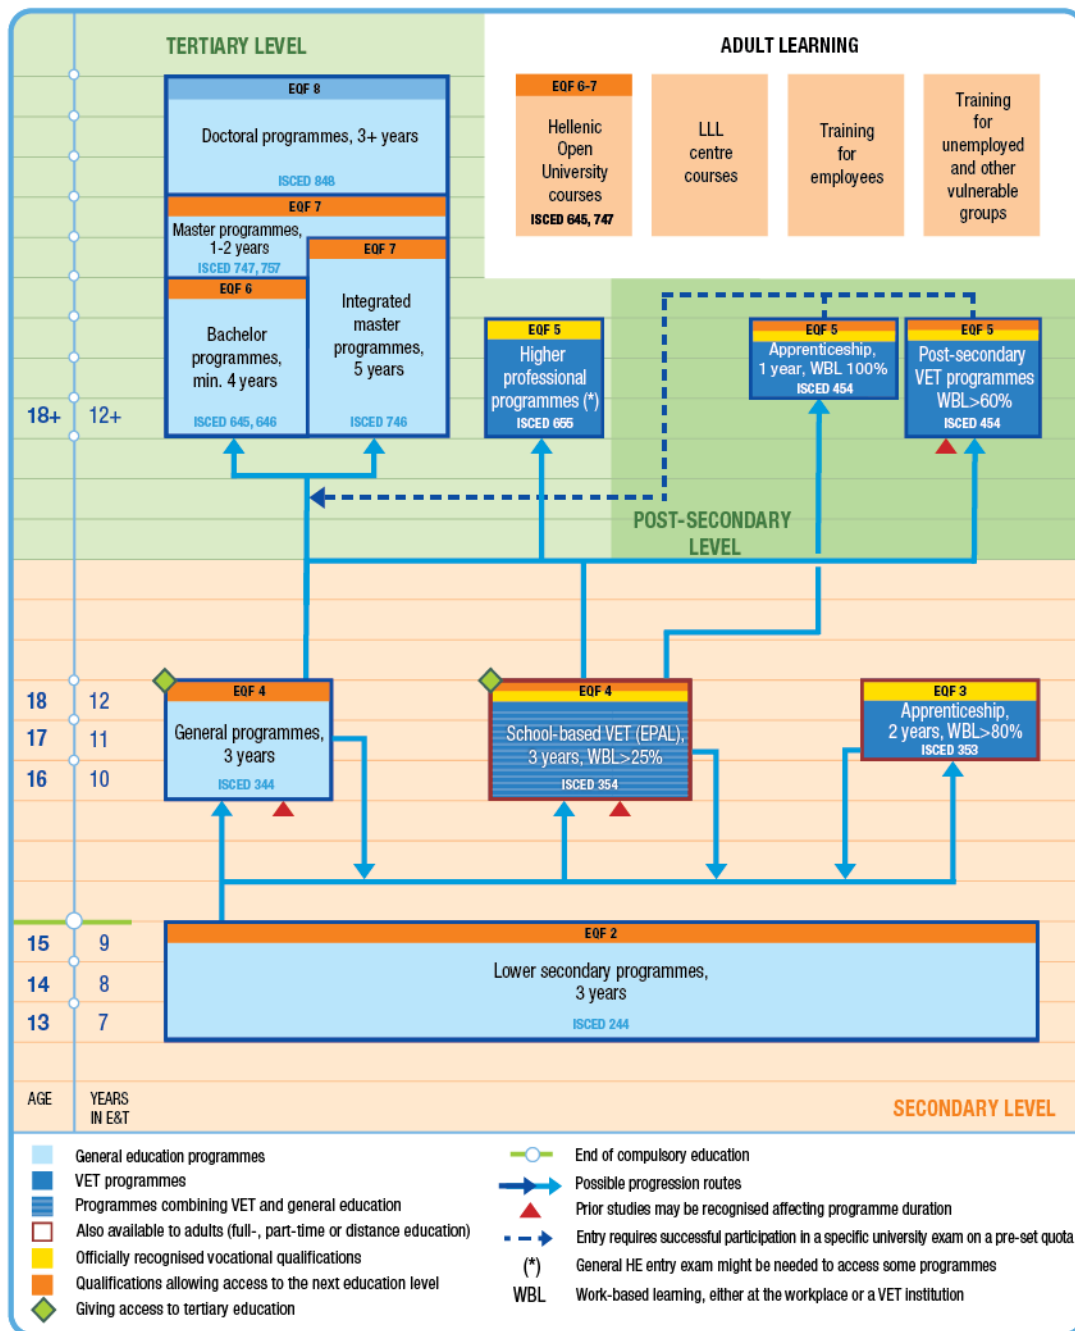 TERTIARY LEVEL
ADULT LEARNING
EQF 8
Doctoral programmes, 3+ years
ISCED 848
EQF 7
Master programmes,
1-2 years
ISCED 747, 757
EQF 7
Integrated
master
programmes,
5 years
ISCED 746
EQF 6
Bachelor
programmes,
min. 4 years
ISCED 645, 646
EQF 6-7
Hellenic
Open
University
courses
ISCED 645, 747
LLL
centre
courses
Training
for
employees
Training
for
unemployed
and other
vulnerable
groups
EQF 5
Higher
professional
programmes (*)
ISCED 655
EQF 5
Apprenticeship,
1 year, WBL 100%
ISCED 454
EQF 5
Post-secondary
VET programmes
WBL>60%
ISCED 454
18+ 12+
POST-SECONDARY
LEVEL
18 12
17 11
16 10
EQF 4
General programmes,
3 years
ISCED 344
EQF 4
School-based VET (EPAL),
3 years, WBL>25%
ISCED 354
EQF 3
Apprenticeship,
2 years, WBL>80%
ISCED 353
15 9
14 8
13 7
EQF 2
Lower secondary programmes,
3 years
ISCED 244
AGE
YEARS
IN E&T
SECONDARY LEVEL
General education programmes
VET programmes
Programmes combining VET and general education
Also available to adults (full-, part-time or distance education)
Officially recognised vocational qualifications
Qualifications allowing access to the next education level
Giving access to tertiary education
End of compulsory education
Possible progression routes
Prior studies may be recognised affecting programme duration
Entry requires successful participation in a specific university exam on a pre-set quota
(*) General HE entry exam might be needed to access some programmes
WBL Work-based learning, either at the workplace or a VET institution